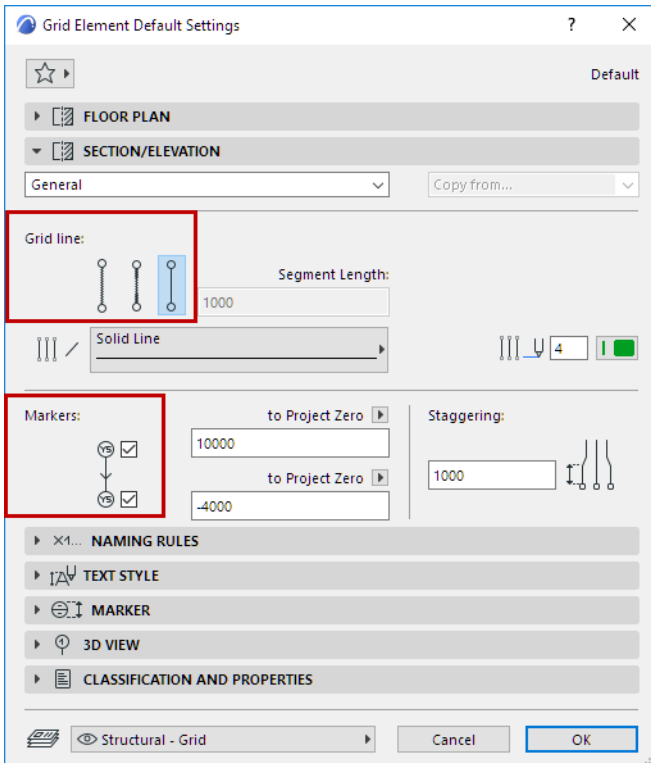 Grid Element Default Settings
?
Default
FLOOR PLAN
SECTION/ELEVATION
General
Copy from...
Grid line:
Segment Length:
1000
Solid Line
4
Markers:
to Project Zero
Staggering:
10000
to Project Zero
1000
-4000
X1... NAMING RULES
TEXT STYLE
MARKER
3D VIEW
CLASSIFICATION AND PROPERTIES
Structural - Grid
Cancel
OK